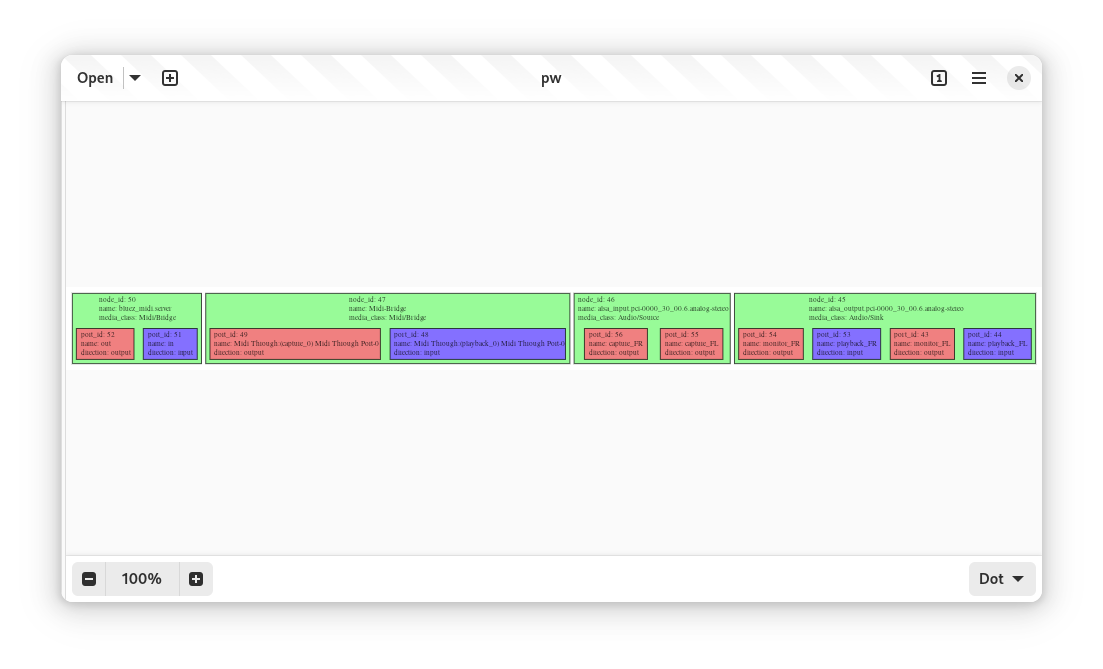 Open
pw
1
node_id: 50
name: bluez_midi.server
media_class: Midi/Bridge
port_id: 52
name: out
direction: output
port_id: 51
name: in
direction: input
node_id: 47
name: Midi-Bridge
media_class: Midi/Bridge
port_id: 49
name: Midi Through:(capture_0) Midi Through Port-0
direction: output
port_id: 48
name: Midi Through:(playback_0) Midi Through Port-0
direction: input
node_id: 46
name: alsa_input.pci-0000_30_00.6.analog-stereo
media_class: Audio/Source
port_id: 56
name: capture_FR
direction: output
port_id: 55
name: capture_FL
direction: output
node_id: 45
name: alsa_output.pci-0000_30_00.6.analog-stereo
media_class: Audio/Sink
port_id: 54
name: monitor_FR
direction: output
port_id: 53
name: playback_FR
direction: input
port_id: 43
name: monitor_FL
direction: output
port_id: 44
name: playback_FL
direction: input
100%
Dot